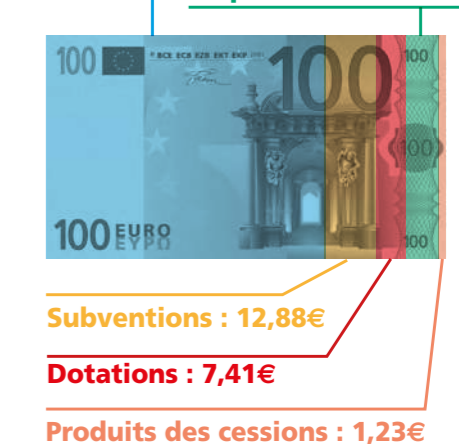 100
* BCE ECB EZB EKT EKP 2001
100
100
100
100 EURO
ΕΥΡΩ
100
Subventions : 12,88€
Dotations : 7,41€
Produits des cessions : 1,23€